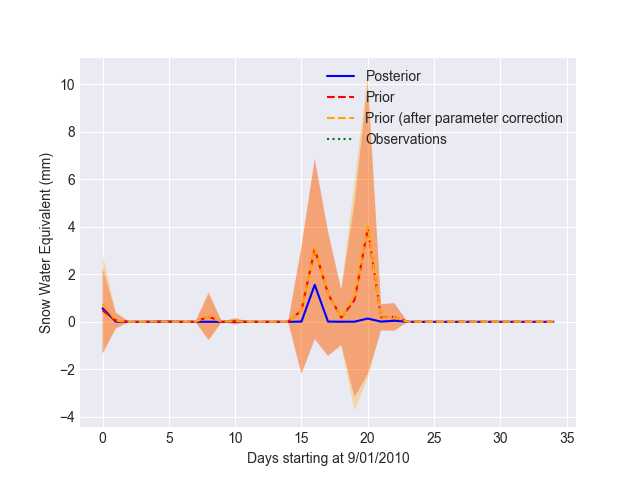 Posterior
Prior
Prior (after parameter correction
Observations
Snow Water Equivalent (mm)
10
8
6
4
2
0
−2
−4
0 5 10 15 20 25 30 35
Days starting at 9/01/2010